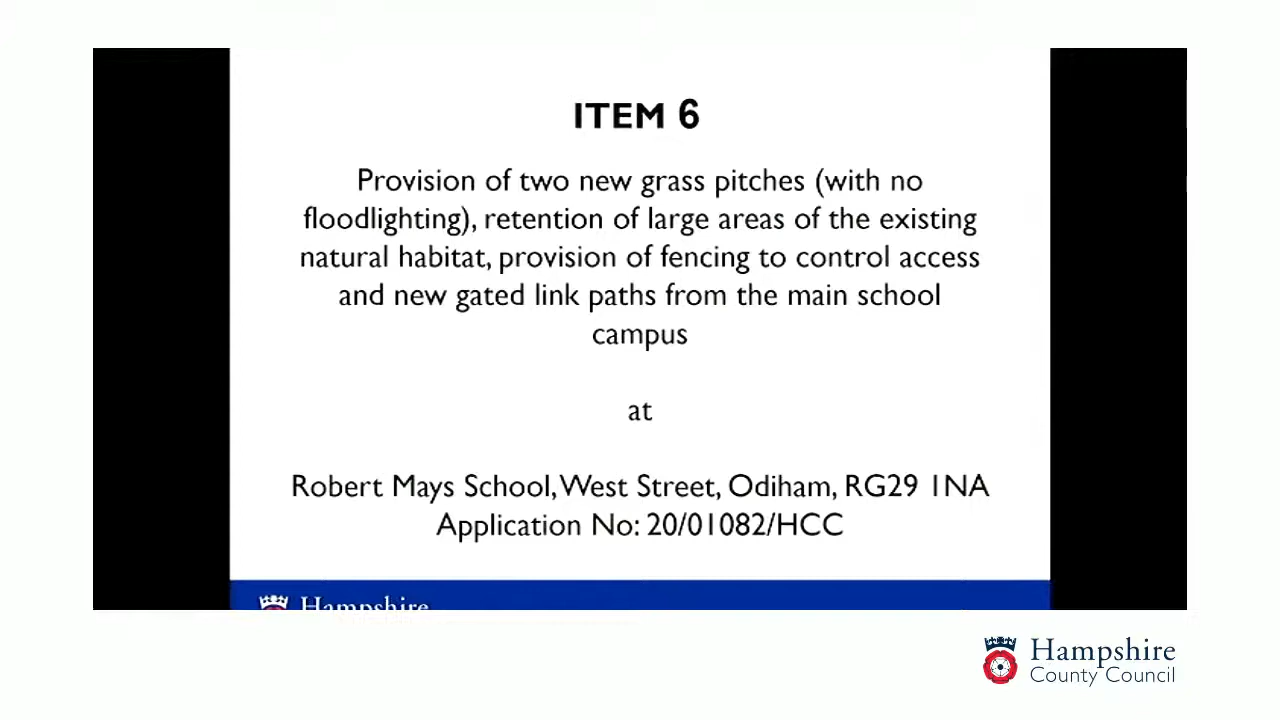 ITEM 6
Provision of two new grass pitches (with no
floodlighting), retention of large areas of the existing
natural habitat, provision of fencing to control access
and new gated link paths from the main school
campus
at
Robert Mays School, West Street, Odiham, RG29 1NA
Application No: 20/01082/HCC
Hampshire
Hampshire
County Council